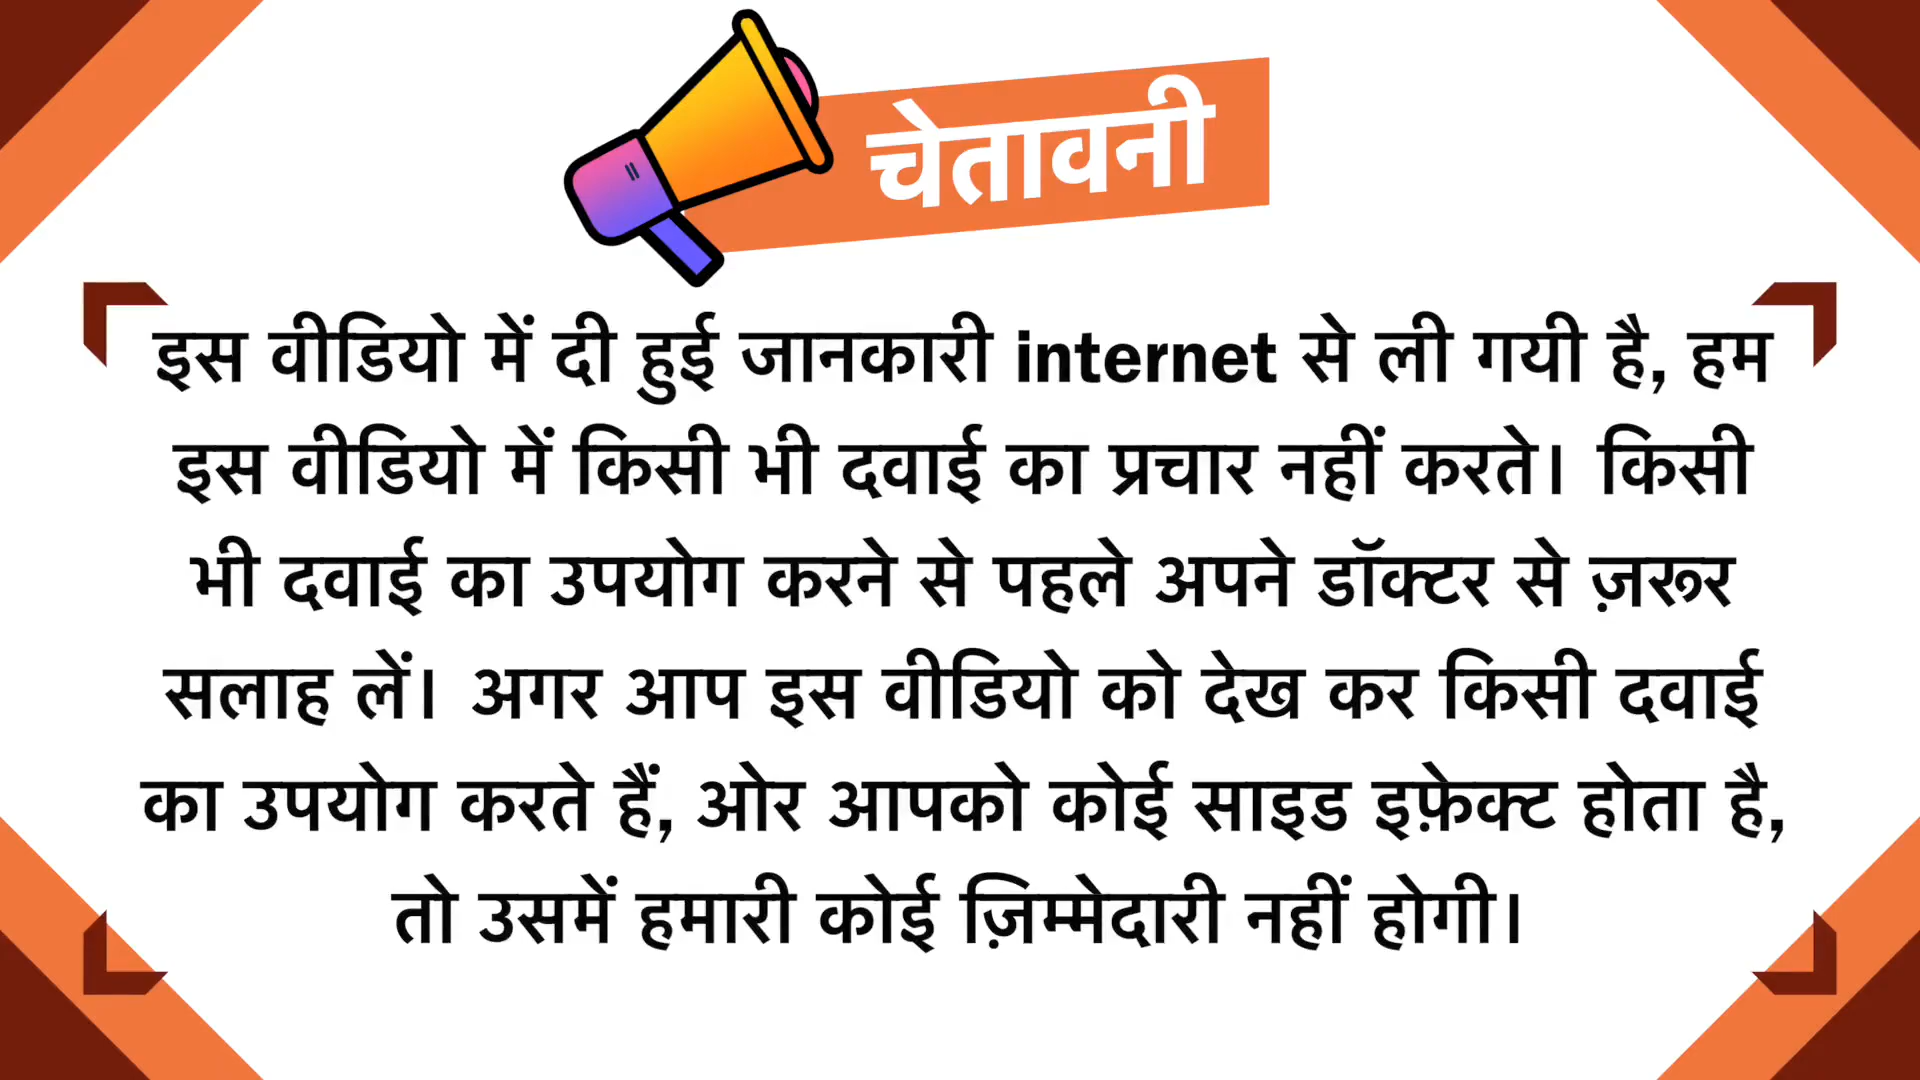 चेतावनी
इस वीडियो में दी हुई जानकारी internet से ली गयी है, हम
इस वीडियो में किसी भी दवाई का प्रचार नहीं करते। किसी
भी दवाई का उपयोग करने से पहले अपने डॉक्टर से ज़रूर
सलाह लें। अगर आप इस वीडियो को देख कर किसी दवाई
का उपयोग करते हैं, ओर आपको कोई साइड इफ़ेक्ट होता है,
तो उसमें हमारी कोई ज़िम्मेदारी नहीं होगी।